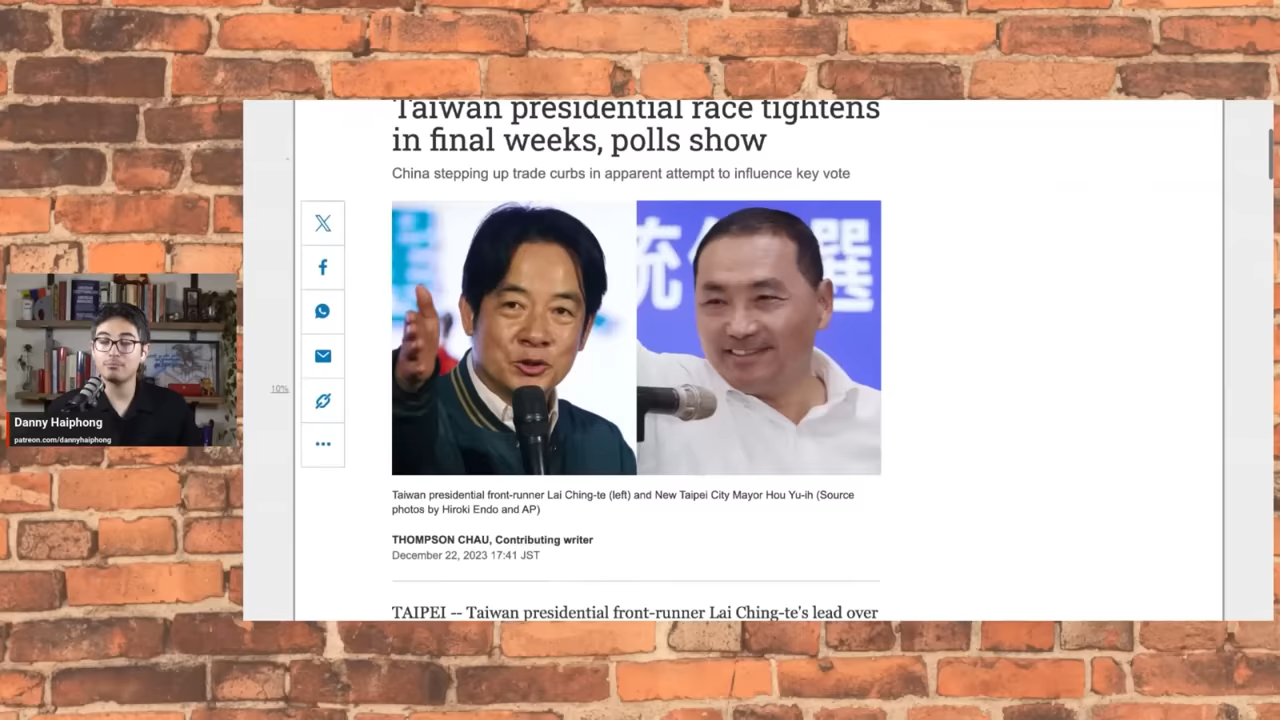 Taiwan presidential race tightens
in final weeks, polls show
China stepping up trade curbs in apparent attempt to influence key vote
統
選
10%
Danny Haiphong
patreon.com/dannyhaiphong
Taiwan presidential front-runner Lai Ching-te (left) and New Taipei City Mayor Hou Yu-ih (Source
photos by Hiroki Endo and AP)
THOMPSON CHAU, Contributing writer
December 22, 2023 17:41 JST
TAIPEI -- Taiwan presidential front-runner Lai Ching-te's lead over